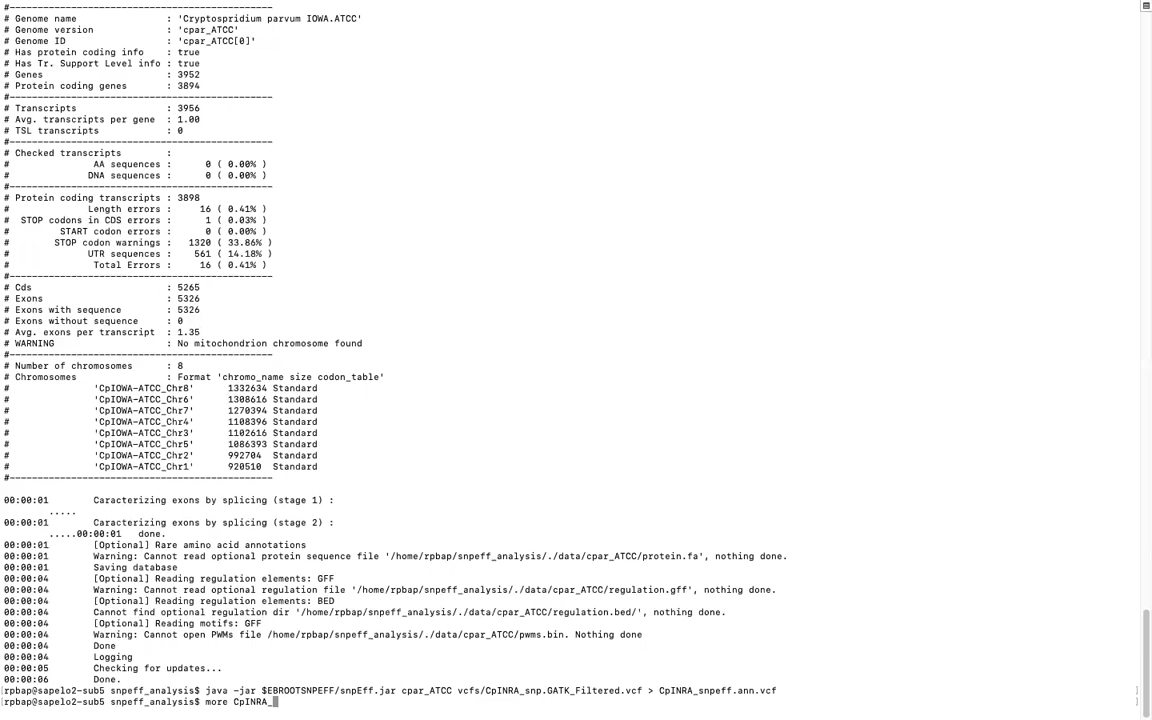 #-----------------------------------------------
# Genome name                : 'Cryptospridium parvum IOWA.ATCC'
# Genome version             : 'cpar_ATCC'
# Genome ID                  : 'cpar_ATCC[0]'
# Has protein coding info    : true
# Has Tr. Support Level info : true
# Genes                      : 3952
# Protein coding genes       : 3894
#-----------------------------------------------
# Transcripts                : 3956
# Avg. transcripts per gene  : 1.00
# TSL transcripts            : 0
#-----------------------------------------------
# Checked transcripts        :
#               AA sequences :      0 ( 0.00% )
#              DNA sequences :      0 ( 0.00% )
#-----------------------------------------------
# Protein coding transcripts : 3898
#              Length errors :     16 ( 0.41% )
#  STOP codons in CDS errors :      1 ( 0.03% )
#         START codon errors :      0 ( 0.00% )
#        STOP codon warnings :   1320 ( 33.86% )
#              UTR sequences :    561 ( 14.18% )
#               Total Errors :     16 ( 0.41% )
#-----------------------------------------------
# Cds                        : 5265
# Exons                      : 5326
# Exons with sequence        : 5326
# Exons without sequence     : 0
# Avg. exons per transcript  : 1.35
# WARNING                    : No mitochondrion chromosome found
#-----------------------------------------------
# Number of chromosomes      : 8
# Chromosomes                : Format 'chromo_name size codon_table'
#               'CpIOWA-ATCC_Chr8'      1332634 Standard
#               'CpIOWA-ATCC_Chr6'      1308616 Standard
#               'CpIOWA-ATCC_Chr7'      1270394 Standard
#               'CpIOWA-ATCC_Chr4'      1108396 Standard
#               'CpIOWA-ATCC_Chr3'      1102616 Standard
#               'CpIOWA-ATCC_Chr5'      1086393 Standard
#               'CpIOWA-ATCC_Chr2'      992704  Standard
#               'CpIOWA-ATCC_Chr1'      920510  Standard
#-----------------------------------------------
00:00:01        Caracterizing exons by splicing (stage 1) :
        .....
00:00:01        Caracterizing exons by splicing (stage 2) :
        .....00:00:01   done.
00:00:01        [Optional] Rare amino acid annotations
00:00:01        Warning: Cannot read optional protein sequence file '/home/rpbap/snpeff_analysis/./data/cpar_ATCC/protein.fa', nothing done.
00:00:01        Saving database
00:00:04        [Optional] Reading regulation elements: GFF
00:00:04        Warning: Cannot read optional regulation file '/home/rpbap/snpeff_analysis/./data/cpar_ATCC/regulation.gff', nothing done.
00:00:04        [Optional] Reading regulation elements: BED
00:00:04        Cannot find optional regulation dir '/home/rpbap/snpeff_analysis/./data/cpar_ATCC/regulation.bed/', nothing done.
00:00:04        [Optional] Reading motifs: GFF
00:00:04        Warning: Cannot open PWMs file /home/rpbap/snpeff_analysis/./data/cpar_ATCC/pwms.bin. Nothing done
00:00:04        Done
00:00:04        Logging
00:00:05        Checking for updates...
00:00:06        Done.
[rpbap@sapelo2-sub5 snpeff_analysis$ java -jar $EBROOTSNPEFF/snpEff.jar cpar_ATCC vcfs/CpINRA_snp.GATK_Filtered.vcf > CpINRA_snpeff.ann.vcf ]
[rpbap@sapelo2-sub5 snpeff_analysis$ more CpINRA_ ]